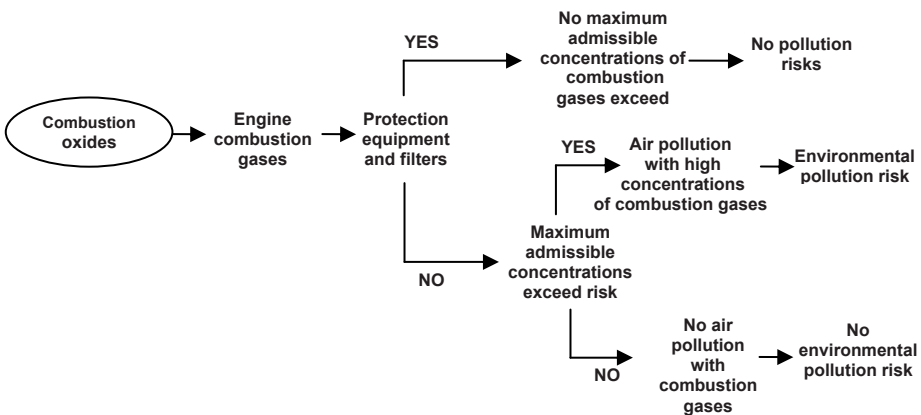 Combustion
oxides
Engine
combustion
gases
Protection
equipment
and filters
YES
No maximum
admissible
concentrations of
combustion
gases exceed
No pollution
risks
NO
Maximum
admissible
concentrations
exceed risk
YES
Air pollution
with high
concentrations
of combustion gases
Environmental
pollution risk
NO
No air
pollution
with
combustion
gases
No
environmental
pollution risk